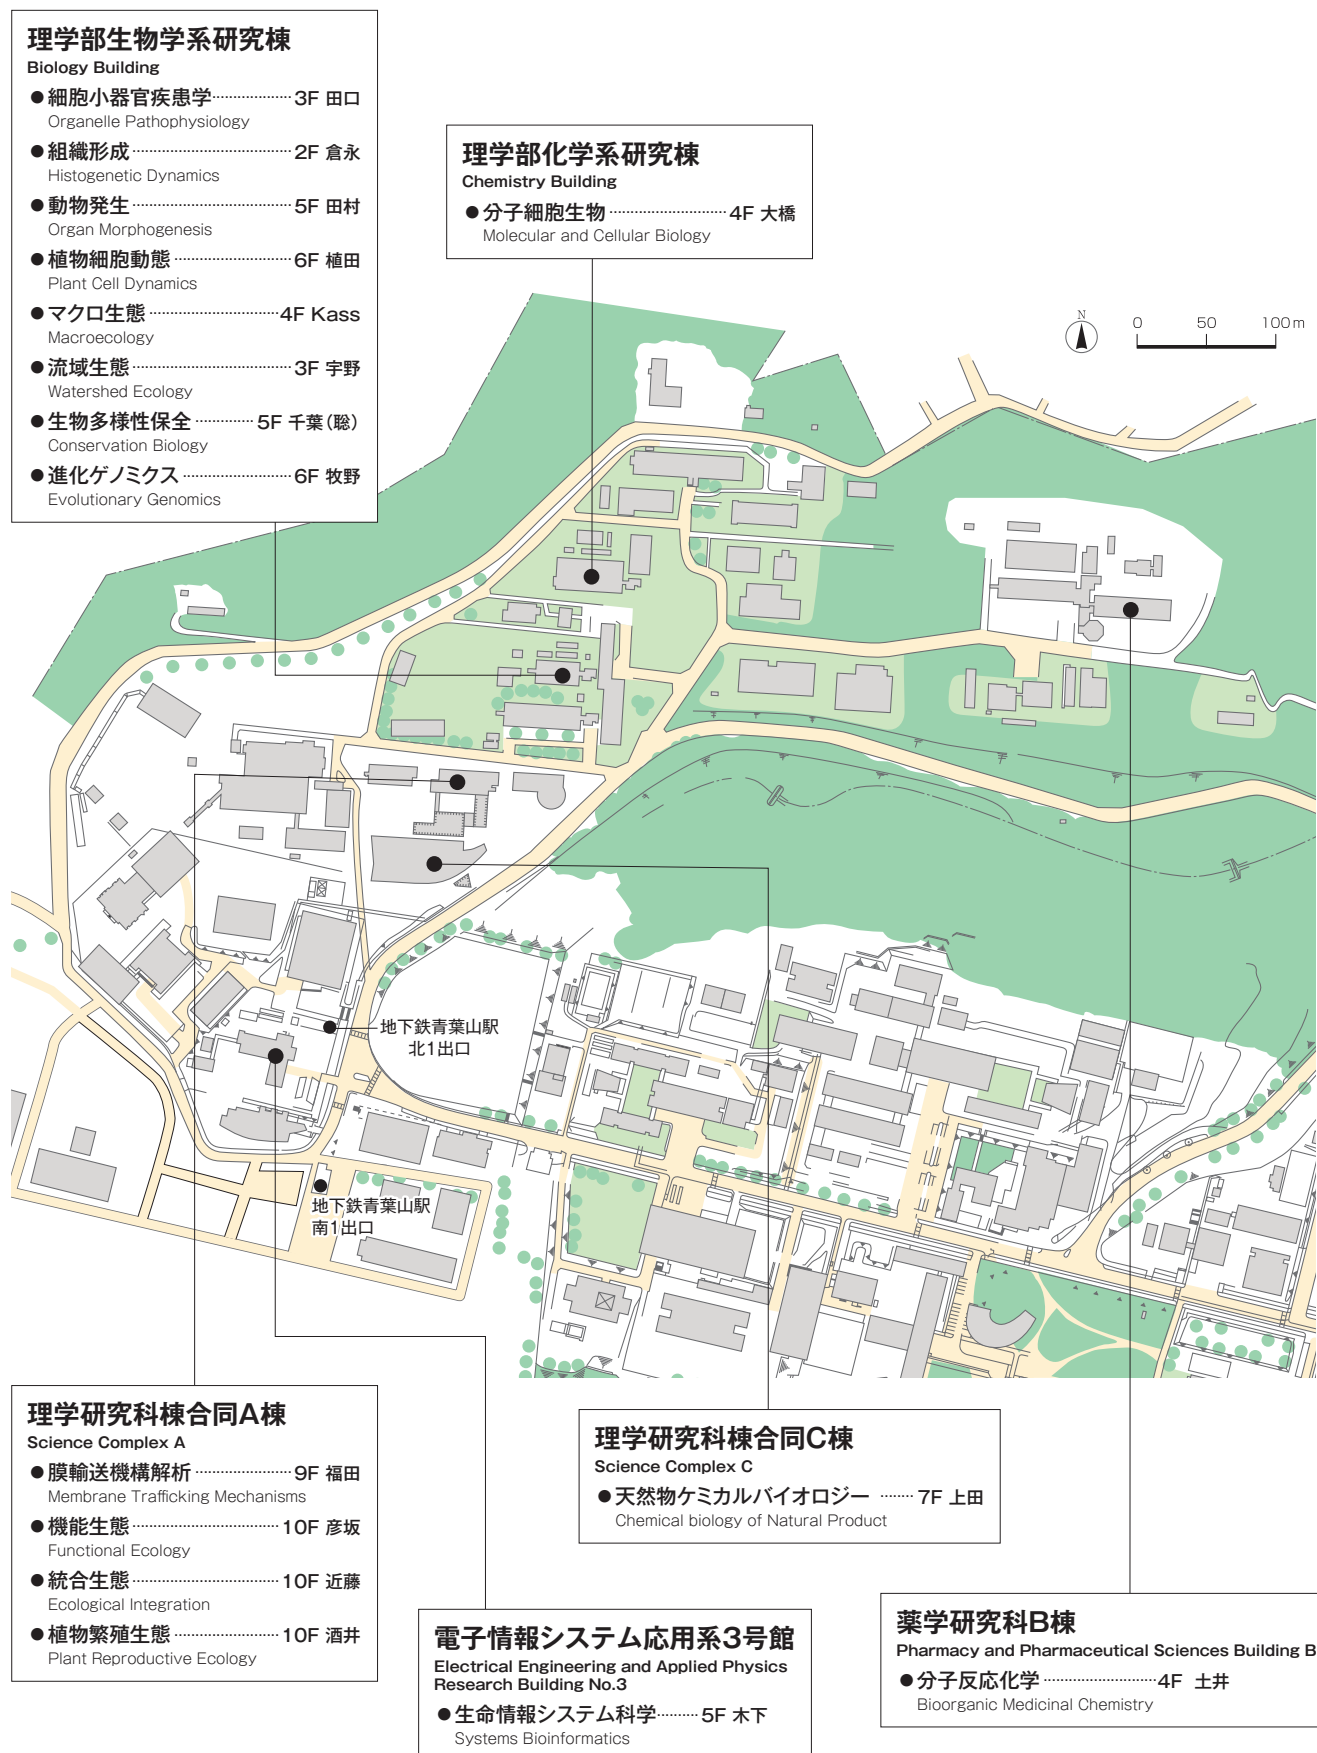 理学部生物学系研究棟
Biology Building
●細胞小器官疾患学··················3F 田口
Organelle Pathophysiology
●組織形成····································2F 倉永
Histogenetic Dynamics
●動物発生····································5F 田村
Organ Morphogenesis
●植物細胞動態···························6F 植田
Plant Cell Dynamics
●マクロ生態·····························4F Kass
Macroecology
●流域生態····································3F 宇野
Watershed Ecology
●生物多様性保全·············5F 千葉(聡)
Conservation Biology
●進化ゲノミクス·························6F 牧野
Evolutionary Genomics
理学部化学系研究棟
Chemistry Building
●分子細胞生物···························4F 大橋
Molecular and Cellular Biology
N
0 50 100m
地下鉄青葉山駅
北1出口
地下鉄青葉山駅
南1出口
理学研究科棟合同A棟
Science Complex A
●膜輸送機構解析······················9F 福田
Membrane Trafficking Mechanisms
●機能生態·································10F 彦坂
Functional Ecology
●統合生態·································10F 近藤
Ecological Integration
●植物繁殖生態························10F 酒井
Plant Reproductive Ecology
理学研究科棟合同C棟
Science Complex C
●天然物ケミカルバイオロジー ········7F 上田
Chemical biology of Natural Product
電子情報システム応用系3号館
Electrical Engineering and Applied Physics
Research Building No.3
●生命情報システム科学·········5F 木下
Systems Bioinformatics
薬学研究科B棟
Pharmacy and Pharmaceutical Sciences Building B
●分子反応化学··························4F 土井
Bioorganic Medicinal Chemistry